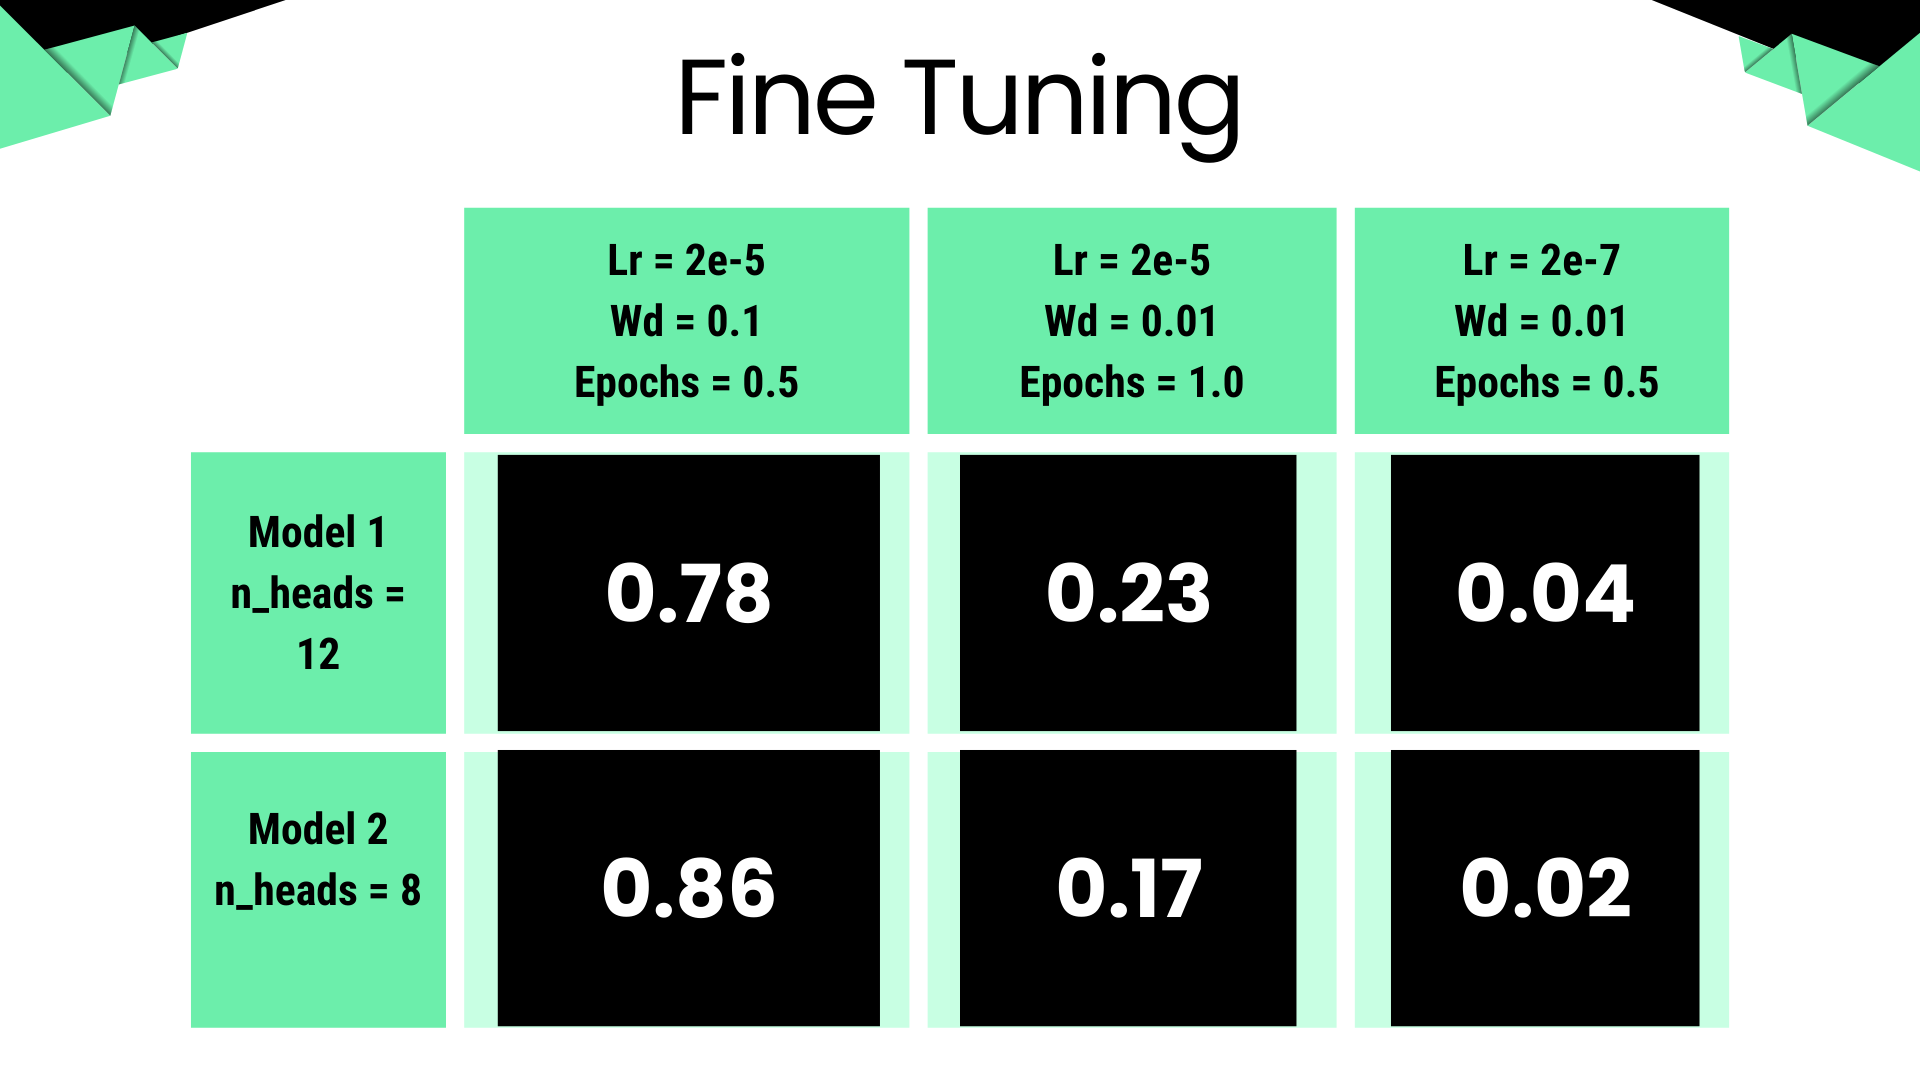 Fine Tuning
Lr = 2e-5
Wd = 0.1
Epochs = 0.5
Lr = 2e-5
Wd = 0.01
Epochs = 1.0
Lr = 2e-7
Wd = 0.01
Epochs = 0.5
Model 1
n_heads =
12
0.78
0.23
0.04
Model 2
n_heads = 8
0.86
0.17
0.02